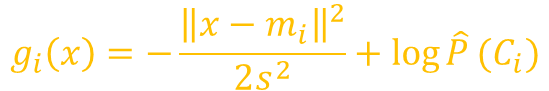 g_i(x) = -\frac{\|x - m_i\|^2}{2s^2} + \log \hat{P}(C_i)